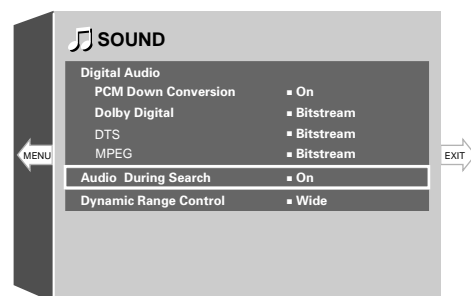 SOUND
Digital Audio
PCM Down Conversion ▪ On
Dolby Digital ▪ Bitstream
DTS ▪ Bitstream
MPEG ▪ Bitstream
MENU
EXIT
Audio During Search ▪ On
Dynamic Range Control ▪ Wide